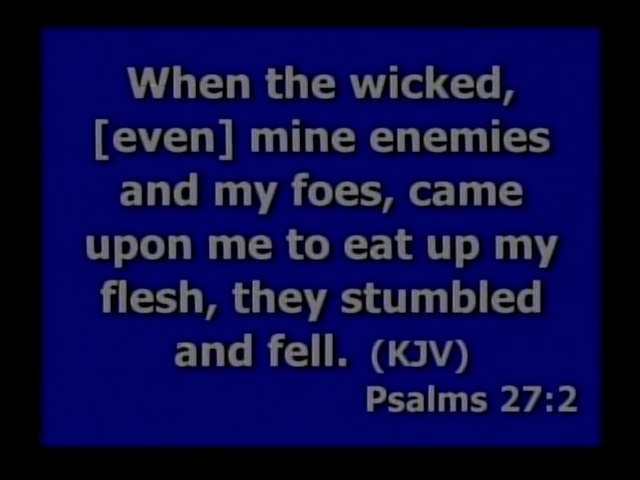 When the wicked,
[even] mine enemies
and my foes, came
upon me to eat up my
flesh, they stumbled
and fell. (KJV)
Psalms 27:2